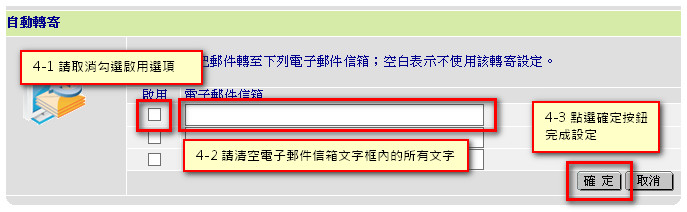 自動轉寄
4-1 請取消勾選啟用選項
把郵件轉至下列電子郵件信箱；空白表示不使用該轉寄設定。
啟用 電子郵件信箱
4-3 點選確定按鈕
完成設定
4-2 請清空電子郵件信箱文字框內的所有文字
確 定 取消